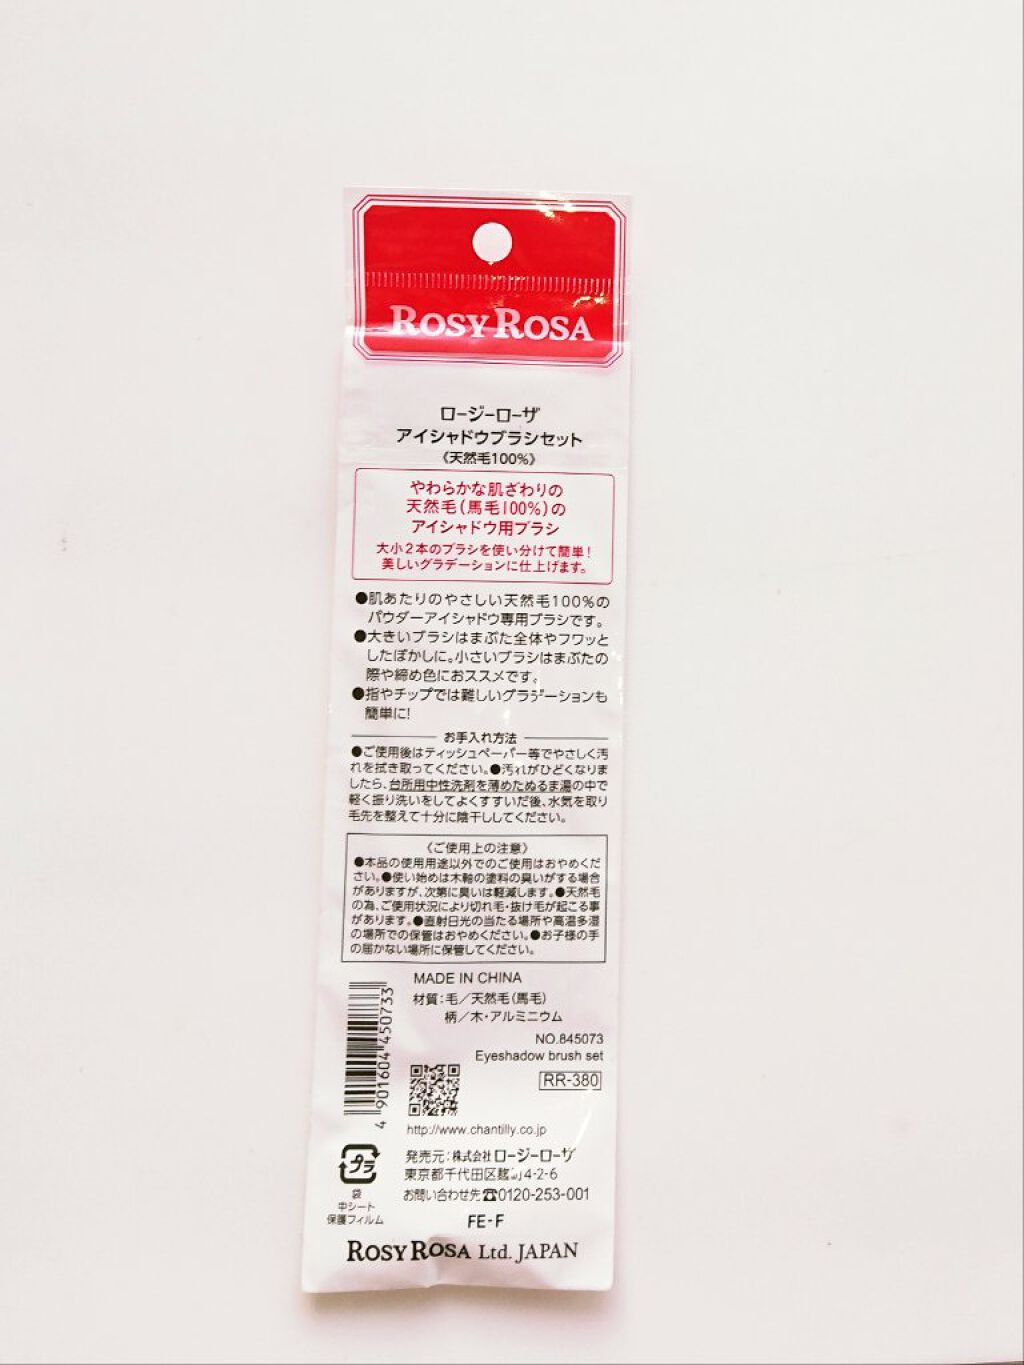 ROSY ROSA
ロージーローザ
アイシャドウブラシセット
《天然毛100%》
やわらかな肌ざわりの
天然毛(馬毛100%)の
アイシャドウ用ブラシ
大小2本のブラシを使い分けて簡単!
美しいグラデーションに仕上げます。
●肌あたりのやさしい天然毛100%の
パウダーアイシャドウ専用ブラシです。
●大きいブラシはまぶた全体やフワッと
したぼかしに。小さいブラシはまぶたの
際や締め色におススメです。
●指やチップでは難しいグラデーションも
簡単に!
お手入れ方法
●ご使用後はティッシュペーパー等でやさしく汚
れを拭き取ってください。●汚れがひどくなりま
したら、台所用中性洗剤を薄めたぬるま湯の中で
軽く振り洗いをしてよくすすいだ後、水気を取り
毛先を整えて十分に陰干ししてください。
〈ご使用上の注意〉
●本品の使用用途以外でのご使用はおやめくだ
さい。●使い始めは木軸の塗料の臭いがする場合
がありますが、次第に臭いは軽減します。●天然毛
の為、ご使用状況により切れ毛・抜け毛が起こる事
があります。●直射日光の当たる場所や高温多湿
の場所での保管はおやめください。●お子様の手
の届かない場所に保管してください。
MADE IN CHINA
材質:毛/天然毛(馬毛)
柄/木・アルミニウム
NO.845073
Eyeshadow brush set
RR-380
4 901604 450733
http://www.chantilly.co.jp
プラ
袋
中シート
保護フィルム
発売元:株式会社ロージーローザ
東京都千代田区 4-2-6
お問い合わせ先☎0120-253-001
FE-F
ROSY ROSA Ltd. JAPAN